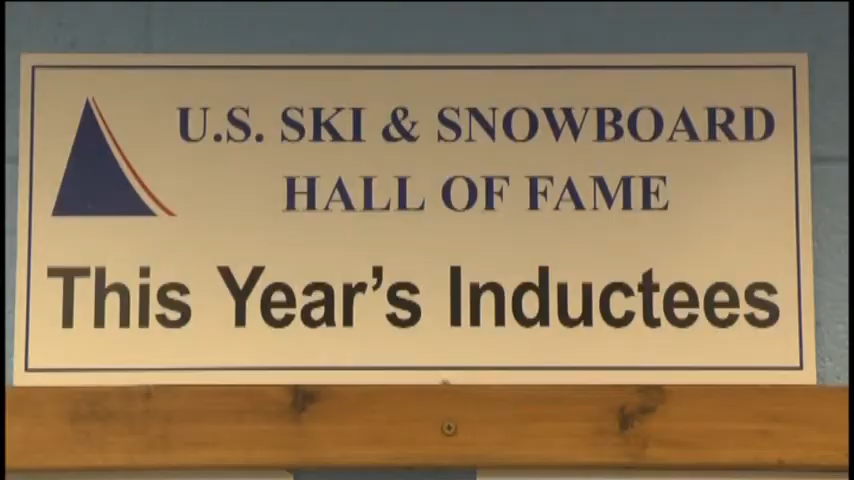 U.S. SKI & SNOWBOARD
HALL OF FAME
This Year's Inductees